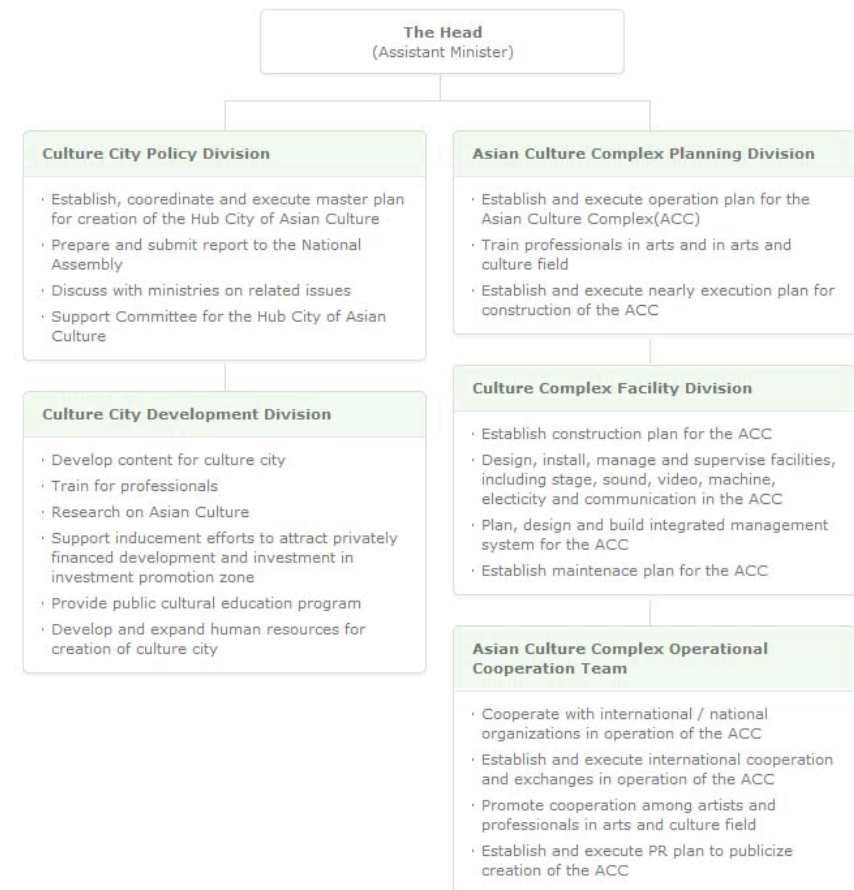 The Head
(Assistant Minister)
Culture City Policy Division
· Establish, cooredinate and execute master plan
for creation of the Hub City of Asian Culture
· Prepare and submit report to the National
Assembly
· Discuss with ministries on related issues
· Support Committee for the Hub City of Asian
Culture
Culture City Development Division
· Develop content for culture city
· Train for professionals
· Research on Asian Culture
· Support inducement efforts to attract privately
financed development and investment in
investment promotion zone
· Provide public cultural education program
· Develop and expand human resources for
creation of culture city
Asian Culture Complex Planning Division
· Establish and execute operation plan for the
Asian Culture Complex(ACC)
· Train professionals in arts and in arts and
culture field
· Establish and execute nearly execution plan for
construction of the ACC
Culture Complex Facility Division
· Establish construction plan for the ACC
· Design, install, manage and supervise facilities,
including stage, sound, video, machine,
electicity and communication in the ACC
· Plan, design and build integrated management
system for the ACC
· Establish maintenace plan for the ACC
Asian Culture Complex Operational
Cooperation Team
· Cooperate with international / national
organizations in operation of the ACC
· Establish and execute international cooperation
and exchanges in operation of the ACC
· Promote cooperation among artists and
professionals in arts and culture field
· Establish and execute PR plan to publicize
creation of the ACC